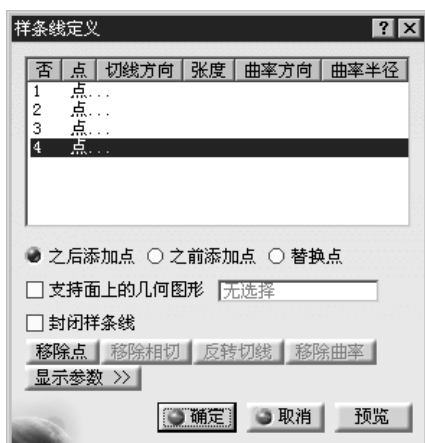 样条线定义 ? ×
否 点 切线方向 张度 曲率方向 曲率半径
1 点...
2 点...
3 点...
4 点...
之后添加点 之前添加点 替换点
支持面上的几何图形 无选择
封闭样条线
移除点 移除相切 反转切线 移除曲率
显示参数 >>
确定 取消 预览